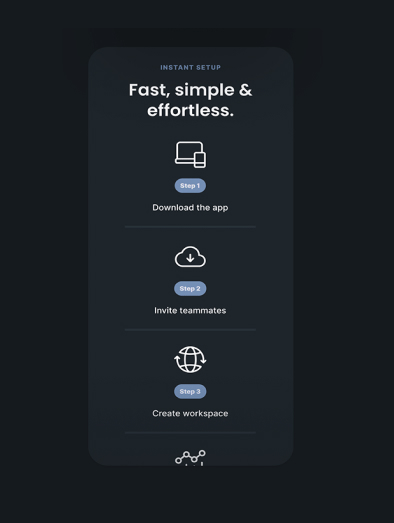 INSTANT SETUP
Fast, simple &
effortless.
Step 1
Download the app
Step 2
Invite teammates
Step 3
Create workspace